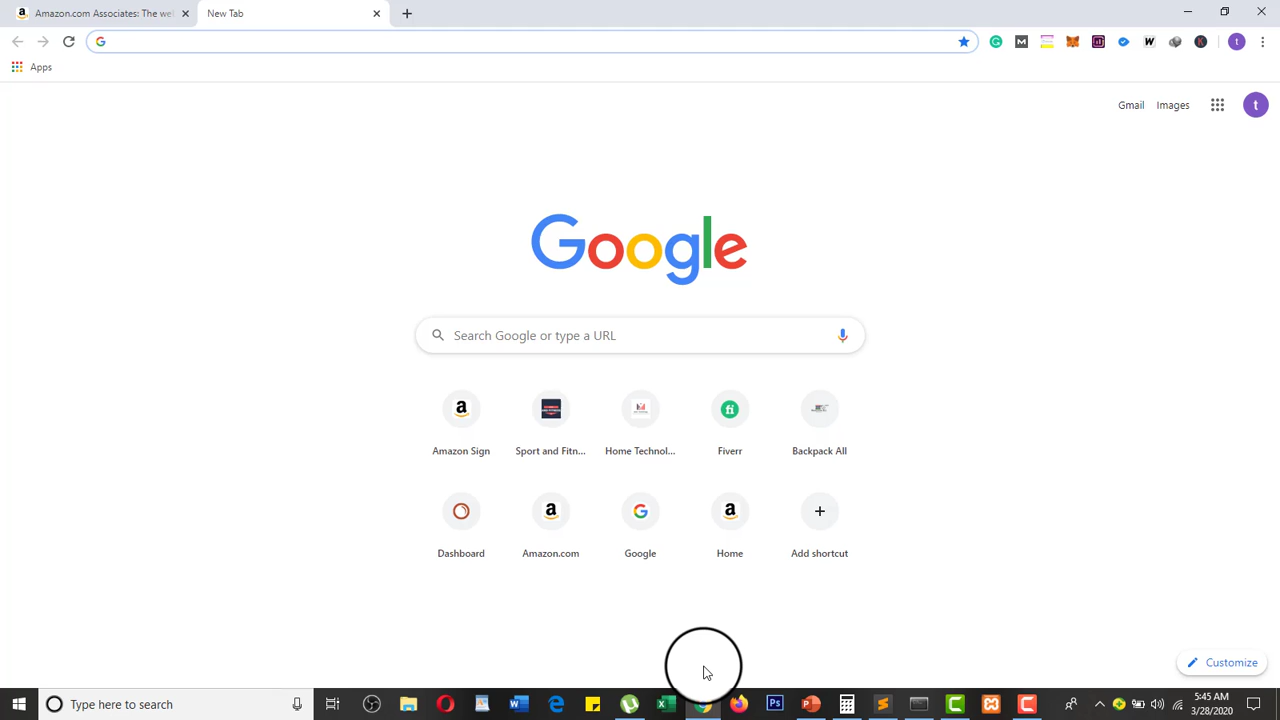 Amazon.com Associates: The wel
New Tab
Apps
Gmail Images t
Google
Search Google or type a URL
Amazon Sign
Sport and Fitn...
Home Technol...
Fiverr
Backpack All
Dashboard
Amazon.com
Google
Home
Add shortcut
Customize
Type here to search
5:45 AM
3/28/2020